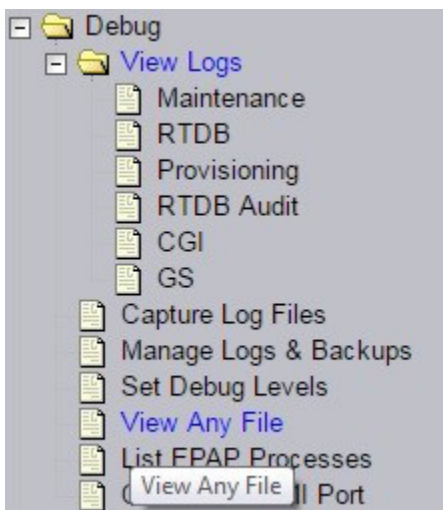 Debug
View Logs
Maintenance
RTDB
Provisioning
RTDB Audit
CGI
GS
Capture Log Files
Manage Logs & Backups
Set Debug Levels
View Any File
List EPAP Processes
View Any File
Port